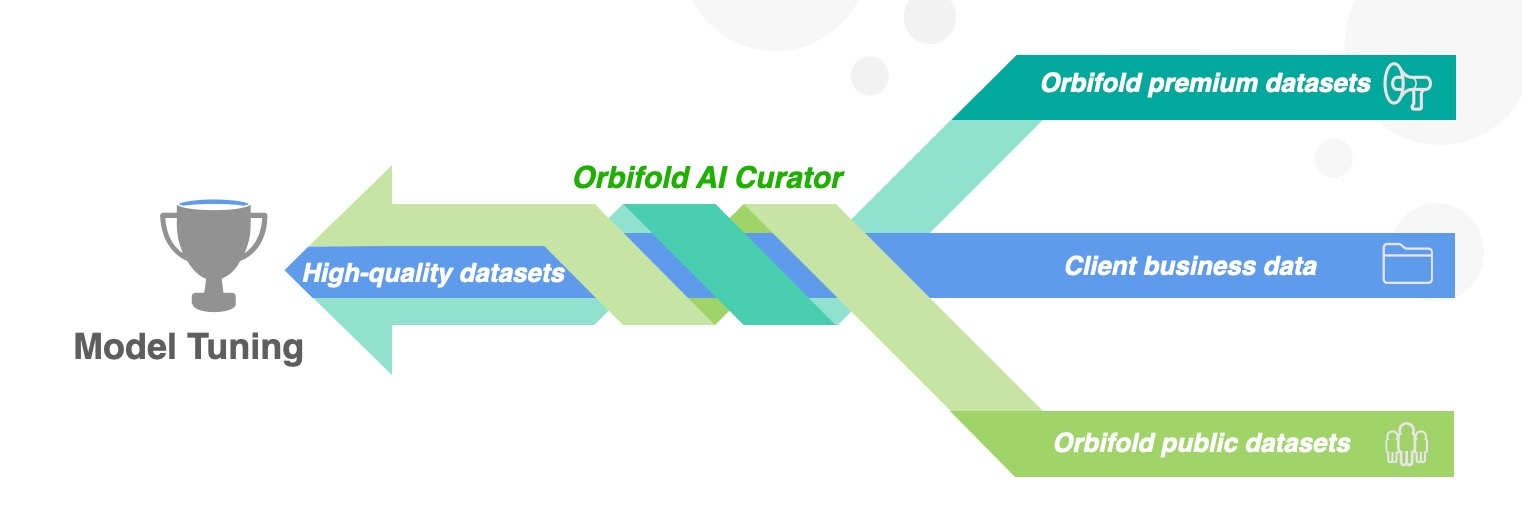 Orbifold premium datasets
Orbifold AI Curator
Client business data
High-quality datasets
Model Tuning
Orbifold public datasets